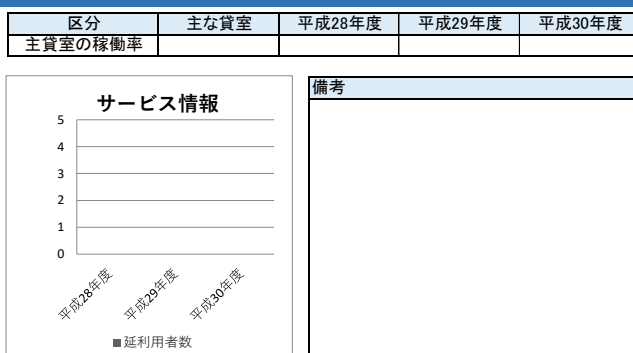 区分 主な貸室 平成28年度 平成29年度 平成30年度
主貸室の稼働率
サービス情報
5
4
3
2
1
0
平成28年度 平成29年度 平成30年度
■延利用者数
備考